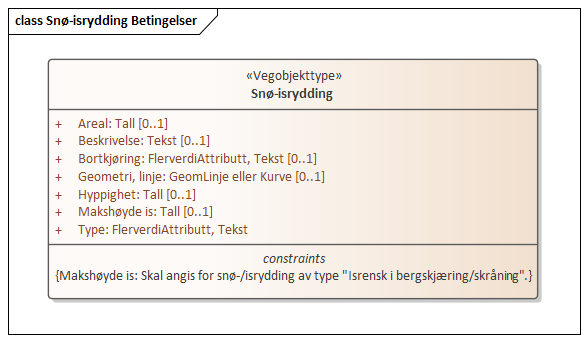 class Snø-isrydding Betingelser
«Vegobjekttype»
Snø-isrydding
+ Areal: Tall [0..1]
+ Beskrivelse: Tekst [0..1]
+ Bortkjøring: FlerverdiAttributt, Tekst [0..1]
+ Geometri, linje: GeomLinje eller Kurve [0..1]
+ Hyppighet: Tall [0..1]
+ Makshøyde is: Tall [0..1]
+ Type: FlerverdiAttributt, Tekst
constraints
{Makshøyde is: Skal angis for snø-/isrydding av type "Isrensk i bergskjæring/skråning".}